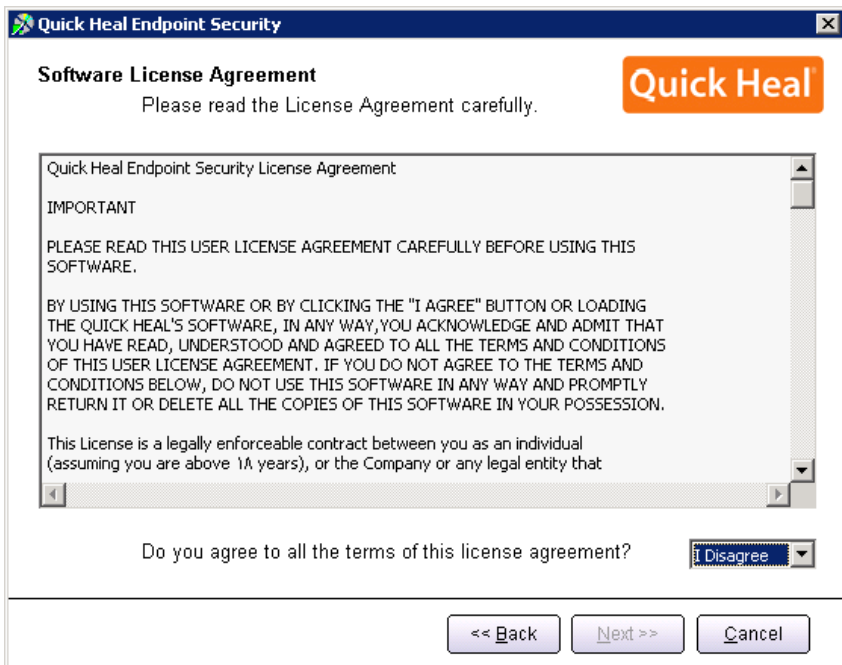 Quick Heal Endpoint Security
Software License Agreement
Please read the License Agreement carefully.
Quick Heal
Quick Heal Endpoint Security License Agreement
IMPORTANT
PLEASE READ THIS USER LICENSE AGREEMENT CAREFULLY BEFORE USING THIS
SOFTWARE.
BY USING THIS SOFTWARE OR BY CLICKING THE "I AGREE" BUTTON OR LOADING
THE QUICK HEAL'S SOFTWARE, IN ANY WAY,YOU ACKNOWLEDGE AND ADMIT THAT
YOU HAVE READ, UNDERSTOOD AND AGREED TO ALL THE TERMS AND CONDITIONS
OF THIS USER LICENSE AGREEMENT. IF YOU DO NOT AGREE TO THE TERMS AND
CONDITIONS BELOW, DO NOT USE THIS SOFTWARE IN ANY WAY AND PROMPTLY
RETURN IT OR DELETE ALL THE COPIES OF THIS SOFTWARE IN YOUR POSSESSION.
This License is a legally enforceable contract between you as an individual
(assuming you are above ١٨ years), or the Company or any legal entity that
Do you agree to all the terms of this license agreement?
I Disagree
<< Back
Next >>
Cancel